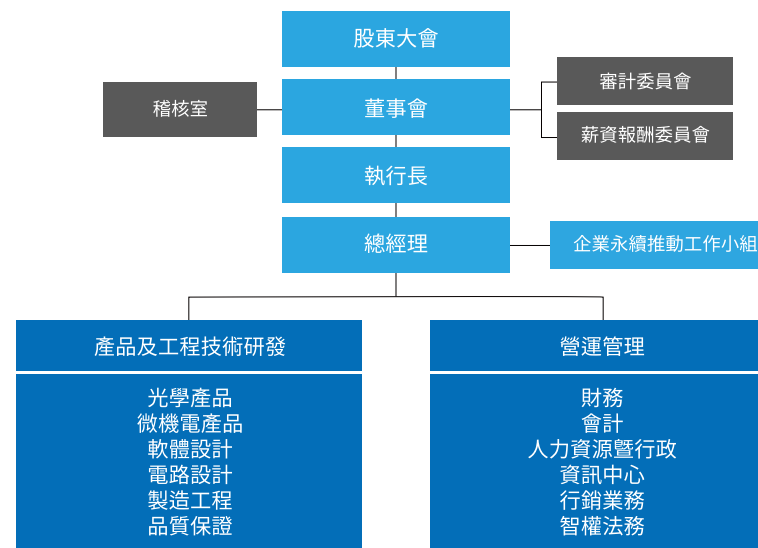 股東大會
稽核室
董事會
審計委員會
薪資報酬委員會
執行長
總經理
企業永續推動工作小組
產品及工程技術研發
光學產品
微機電產品
軟體設計
電路設計
製造工程
品質保證
營運管理
財務
會計
人力資源暨行政
資訊中心
行銷業務
智權法務